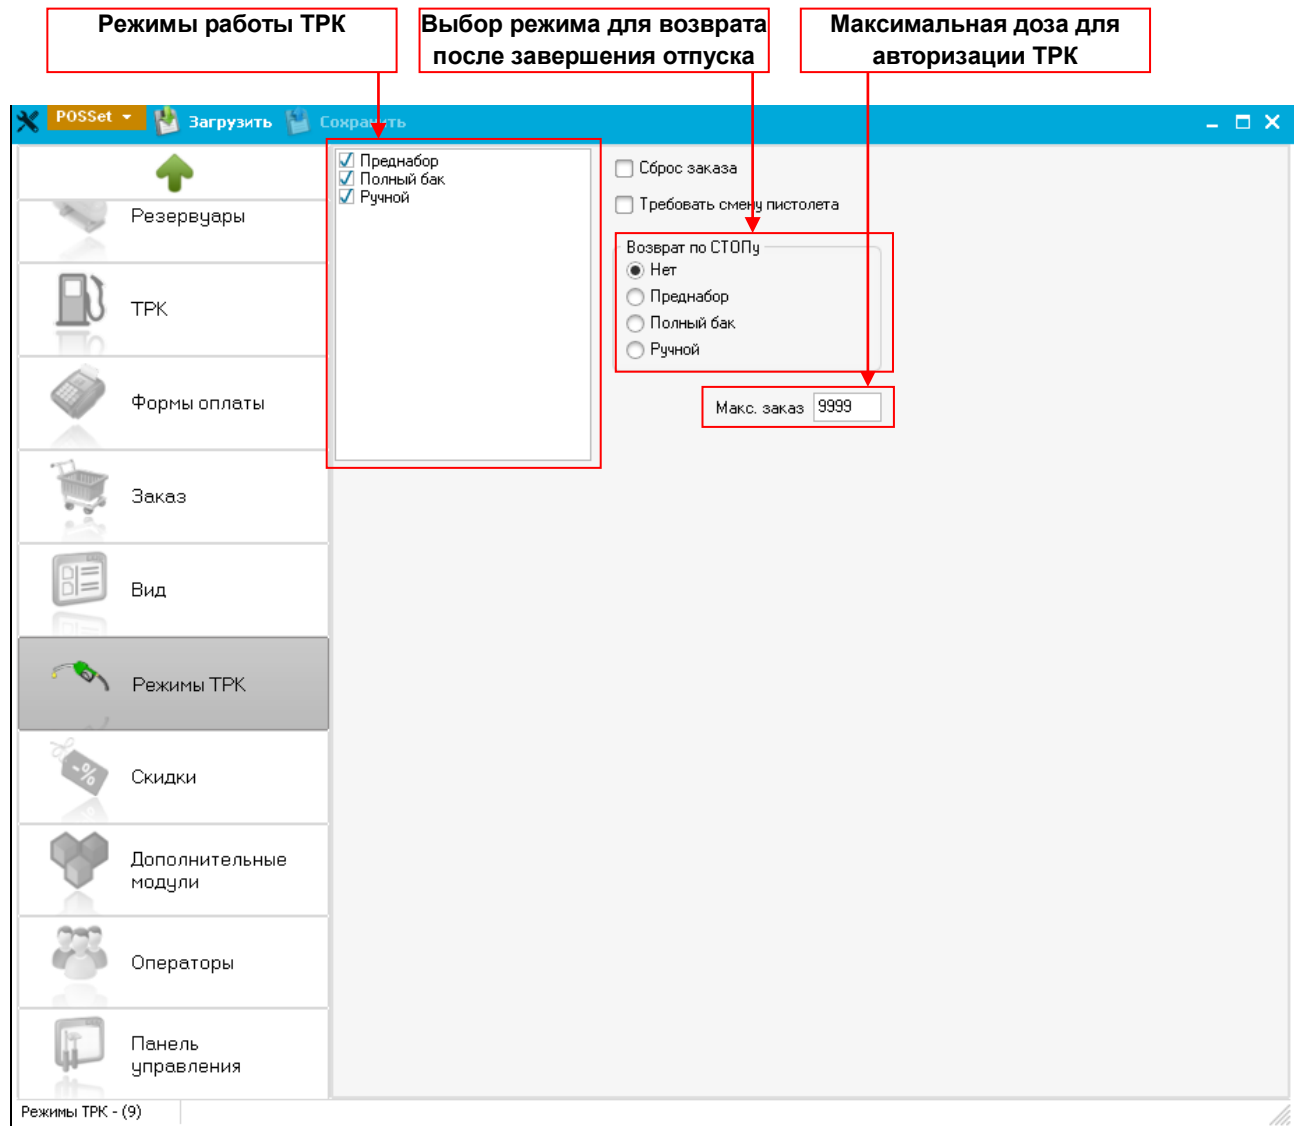 Режимы работы ТРК
Выбор режима для возврата
после завершения отпуска
Максимальная доза для
авторизации ТРК
POSSet
Загрузить
Сохранить
Преднабор
Полный бак
Ручной
Сброс заказа
Требовать смену пистолета
Возврат по СТОПу
Нет
Преднабор
Полный бак
Ручной
Макс. заказ 9999
Резервуары
ТРК
Формы оплаты
Заказ
Вид
Режимы ТРК
Скидки
Дополнительные
модули
Операторы
Панель
управления
Режимы ТРК - (9)